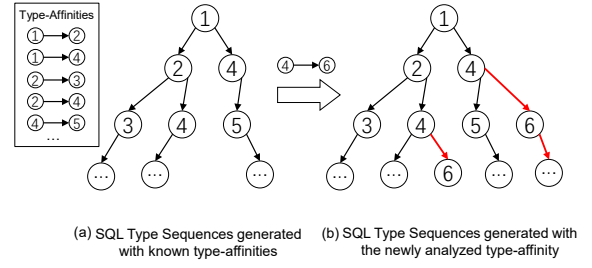 Type-Affinities
1 2
1 4
2 3
2 4
4 5
...
1
2 4
3 4 5
... ... ...
4 6
1
2 4
3 4 5 6
... ... 6 ... ...
(a) SQL Type Sequences generated
with known type-affinities
(b) SQL Type Sequences generated with
the newly analyzed type-affinity